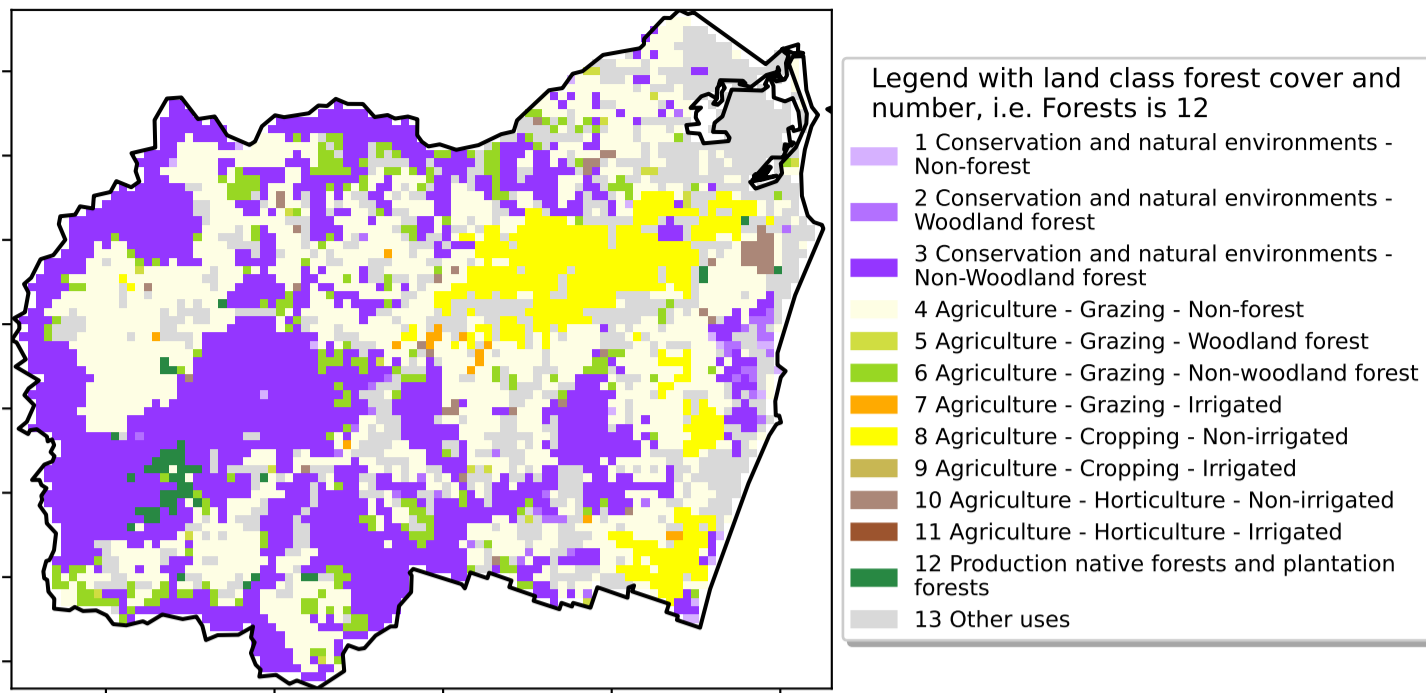 Legend with land class forest cover and
number, i.e. Forests is 12
1 Conservation and natural environments -
Non-forest
2 Conservation and natural environments -
Woodland forest
3 Conservation and natural environments -
Non-Woodland forest
4 Agriculture - Grazing - Non-forest
5 Agriculture - Grazing - Woodland forest
6 Agriculture - Grazing - Non-woodland forest
7 Agriculture - Grazing - Irrigated
8 Agriculture - Cropping - Non-irrigated
9 Agriculture - Cropping - Irrigated
10 Agriculture - Horticulture - Non-irrigated
11 Agriculture - Horticulture - Irrigated
12 Production native forests and plantation
forests
13 Other uses